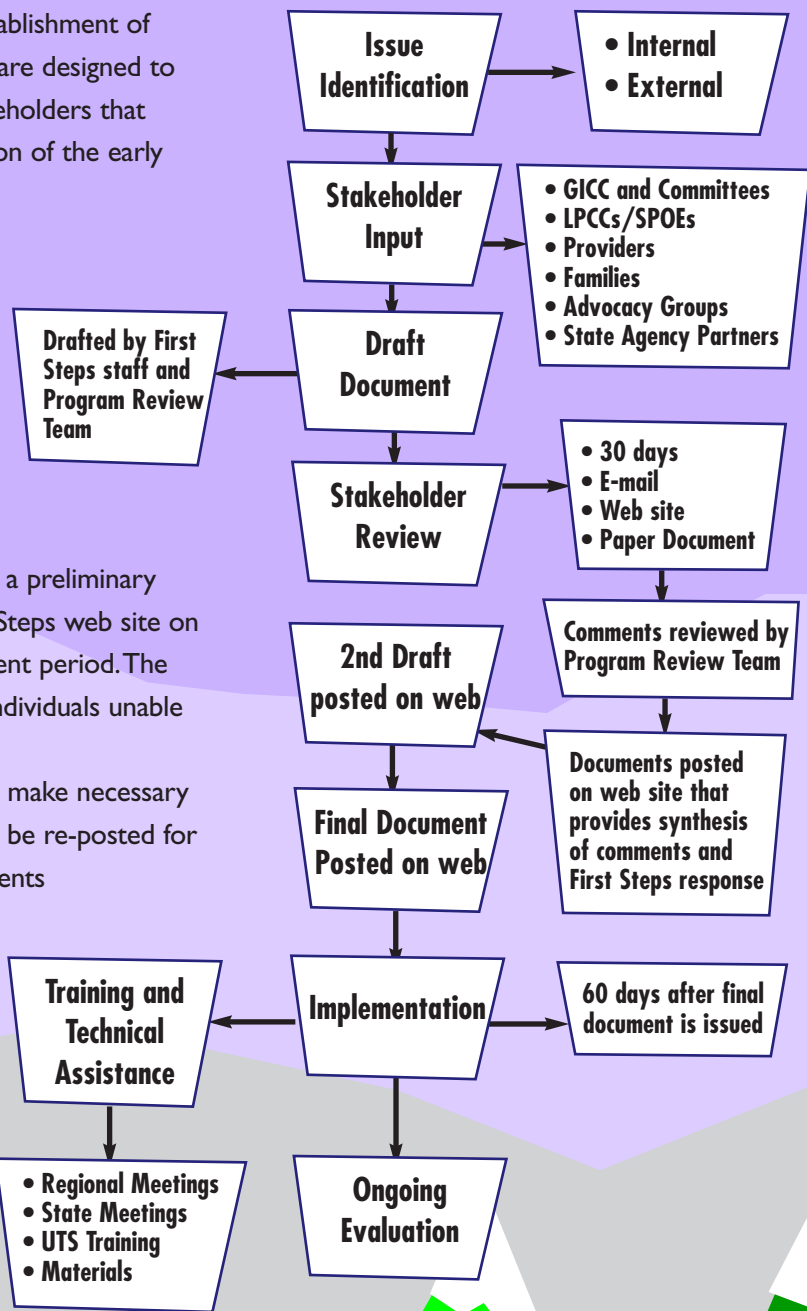 ablishment of
are designed to
eholders that
on of the early
Issue
Identification
• Internal
• External
Stakeholder
Input
• GICC and Committees
• LPCCs/SPOEs
• Providers
• Families
• Advocacy Groups
• State Agency Partners
Drafted by First
Steps staff and
Program Review
Team
Draft
Document
Stakeholder
Review
• 30 days
• E-mail
• Web site
• Paper Document
a preliminary
Steps web site on
ent period. The
ndividuals unable
make necessary
be re-posted for
ents
Comments reviewed by
Program Review Team
2nd Draft
posted on web
Documents posted
on web site that
provides synthesis
of comments and
First Steps response
Final Document
Posted on web
Training and
Technical
Assistance
Implementation
60 days after final
document is issued
• Regional Meetings
• State Meetings
• UTS Training
• Materials
Ongoing
Evaluation